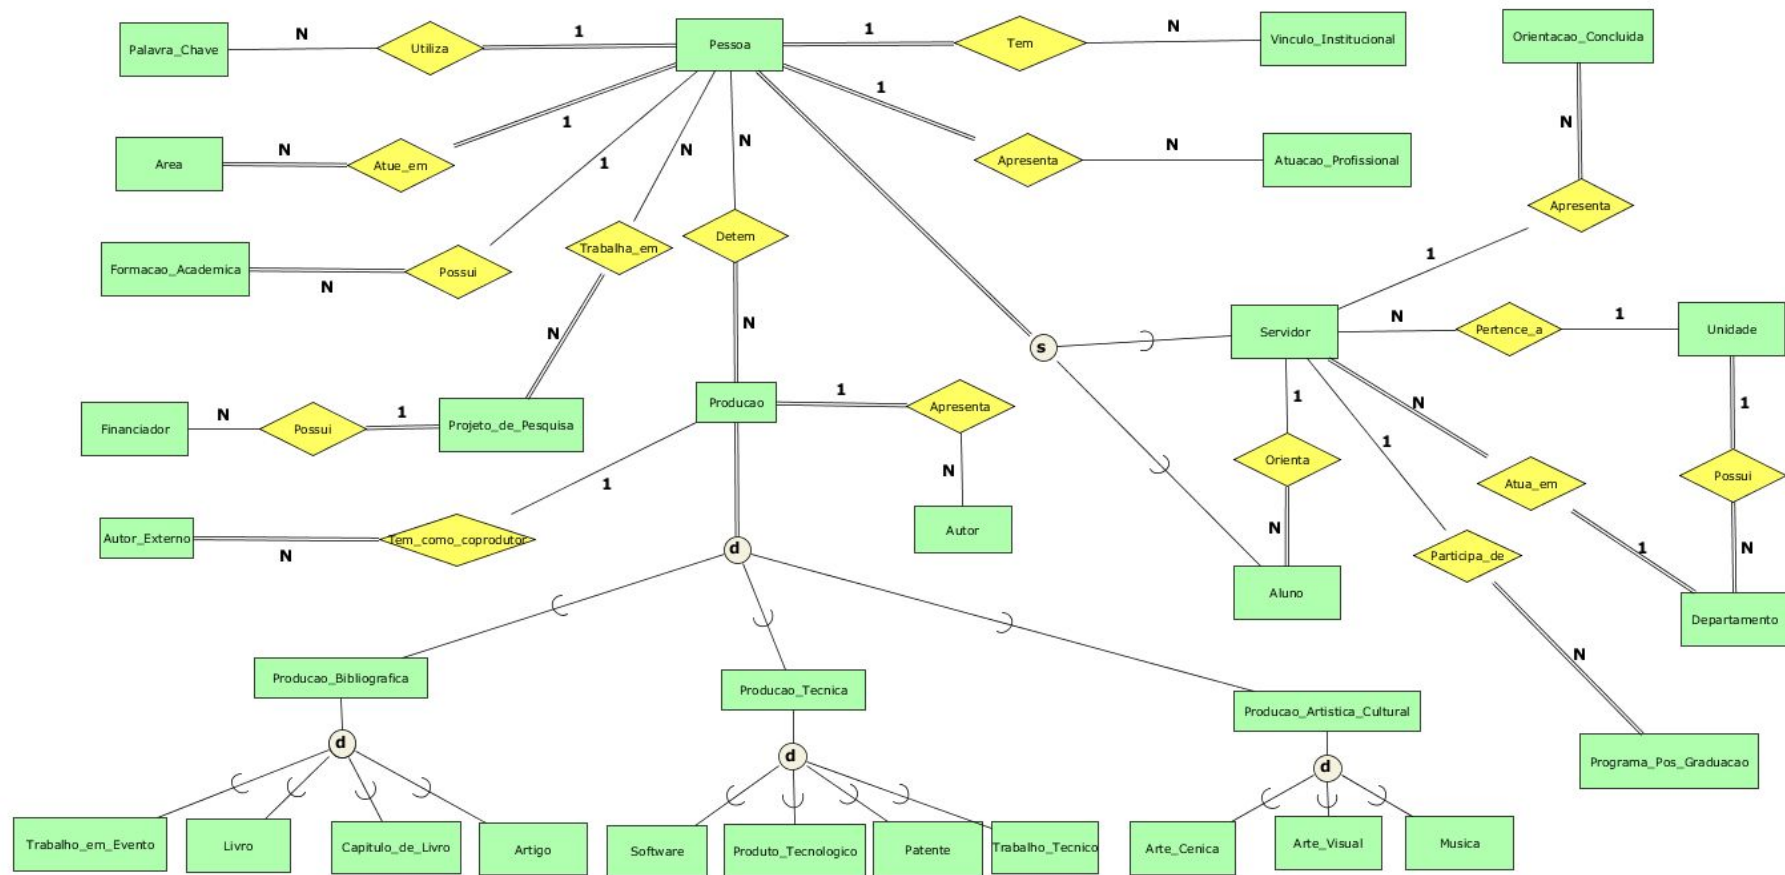 Palavra_Chave
N
Utiliza
1
Pessoa
1
Tem
N
Vinculo_Institucional
Orientacao_Concluida
Area
N
Atue_em
1
1
N
N
1
Apresenta
N
Atuacao_Profissional
N
Apresenta
1
Formacao_Academica
N
Possui
Trabalha_em
N
Detem
N
s
Servidor
N
Pertence_a
1
Unidade
Financiador
N
Possui
1
Projeto_de_Pesquisa
Producao
1
Apresenta
N
Autor
1
Orienta
N
Aluno
1
N
Atua_em
1
1
Possui
N
Departamento
Autor_Externo
N
Tem_como_coprodutor
1
d
Participa_de
N
Programa_Pos_Graduacao
Producao_Bibliografica
Producao_Tecnica
Producao_Artistica_Cultural
d
d
d
Trabalho_em_Evento
Livro
Capitulo_de_Livro
Artigo
Software
Produto_Tecnologico
Patente
Trabalho_Tecnico
Arte_Cenica
Arte_Visual
Musica